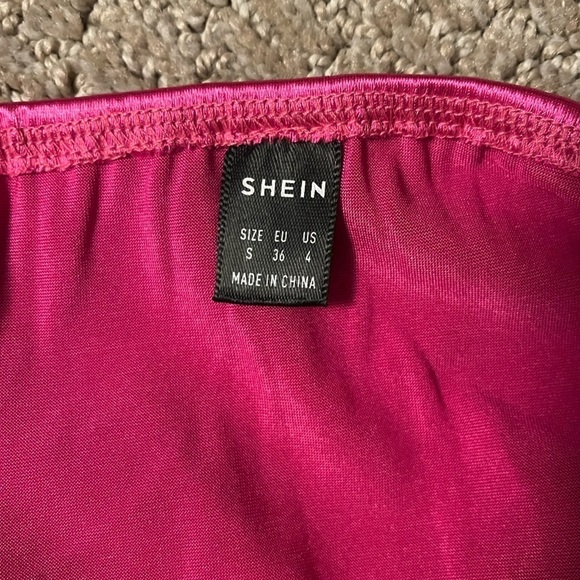 SHEIN
SIZE EU US
S 36 4
MADE IN CHINA